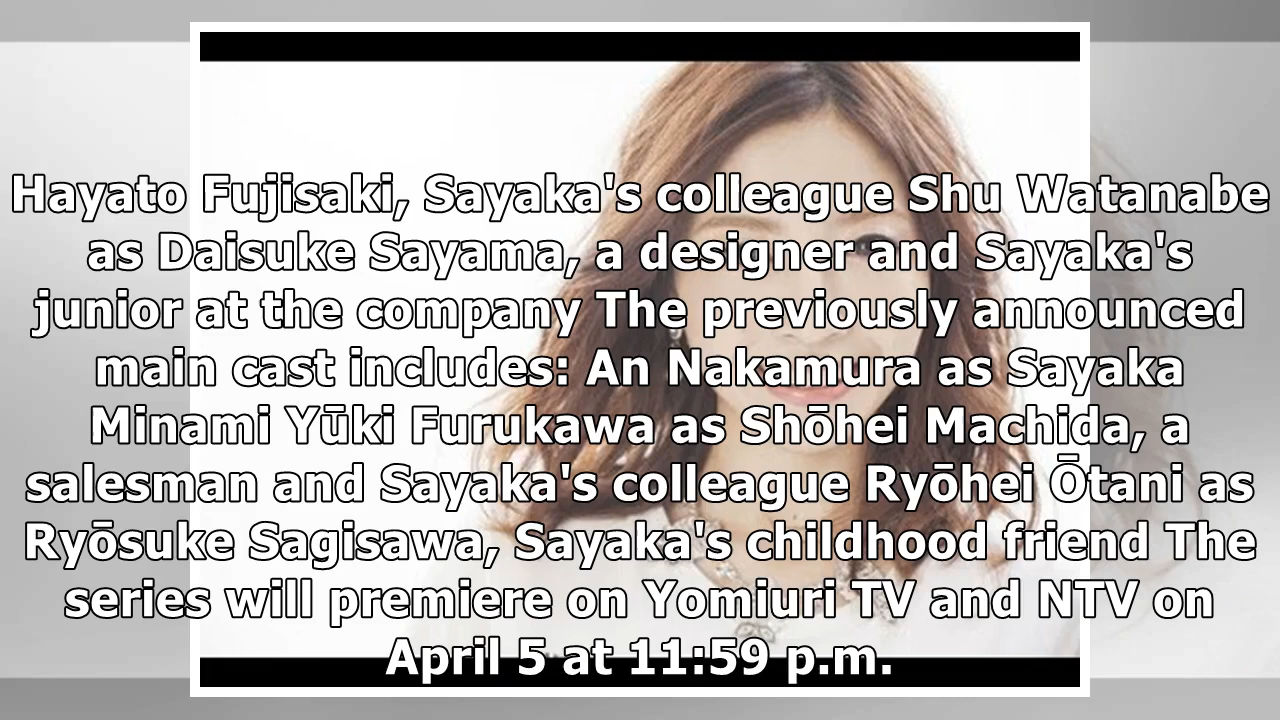 Hayato Fujisaki, Sayaka's colleague Shu Watanabe
as Daisuke Sayama, a designer and Sayaka's
junior at the company The previously announced
main cast includes: An Nakamura as Sayaka
Minami Yūki Furukawa as Shōhei Machida, a
salesman and Sayaka's colleague Ryōhei Ōtani as
Ryōsuke Sagisawa, Sayaka's childhood friend The
series will premiere on Yomiuri TV and NTV on
April 5 at 11:59 p.m.